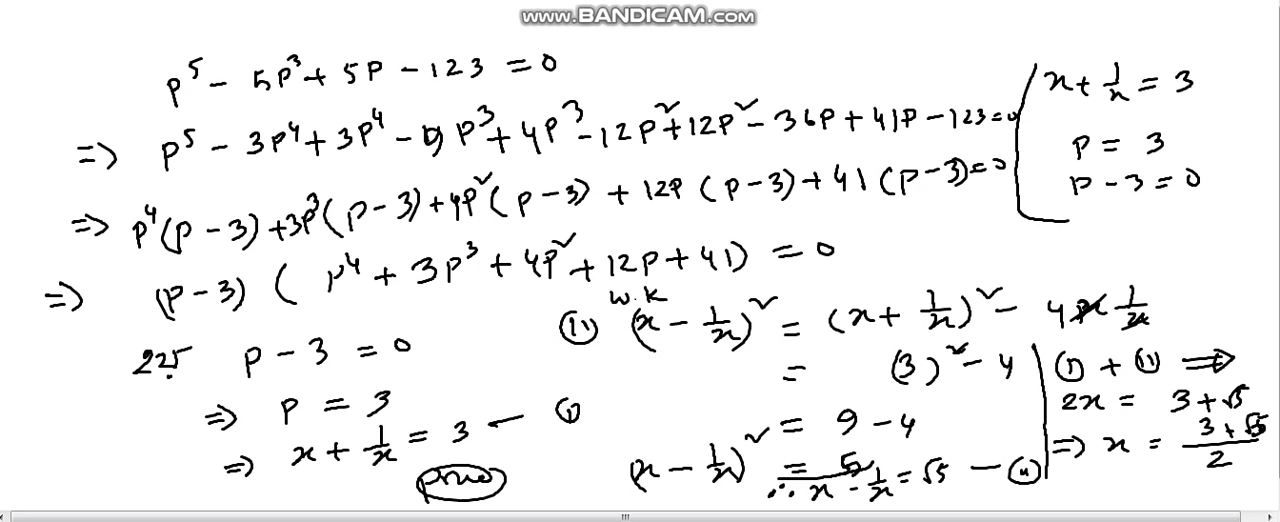 www.BANDICAM.com
p⁵ - 5p³ + 5p - 123 = 0
=> p⁵ - 3p⁴ + 3p⁴ - 9p³ + 4p³ - 12p² + 12p² - 36p + 41p - 123 = 0
=> p⁴(p - 3) + 3p³(p - 3) + 4p²(p - 3) + 12p(p - 3) + 41(p - 3) = 0
=> (p - 3) ( p⁴ + 3p³ + 4p² + 12p + 41) = 0
p - 3 = 0
=> p = 3
=> x + 1/x = 3 — (i)
x + 1/x = 3
p = 3
p - 3 = 0
W.K
(ii) (x - 1/x)² = (x + 1/x)² - 4x 1/x
= (3)² - 4
= 9 - 4
(x - 1/x)² = 5
∴ x - 1/x = √5 — (ii)
(i) + (ii) =>
2x = 3 + √5
=> x = (3 + √5)/2